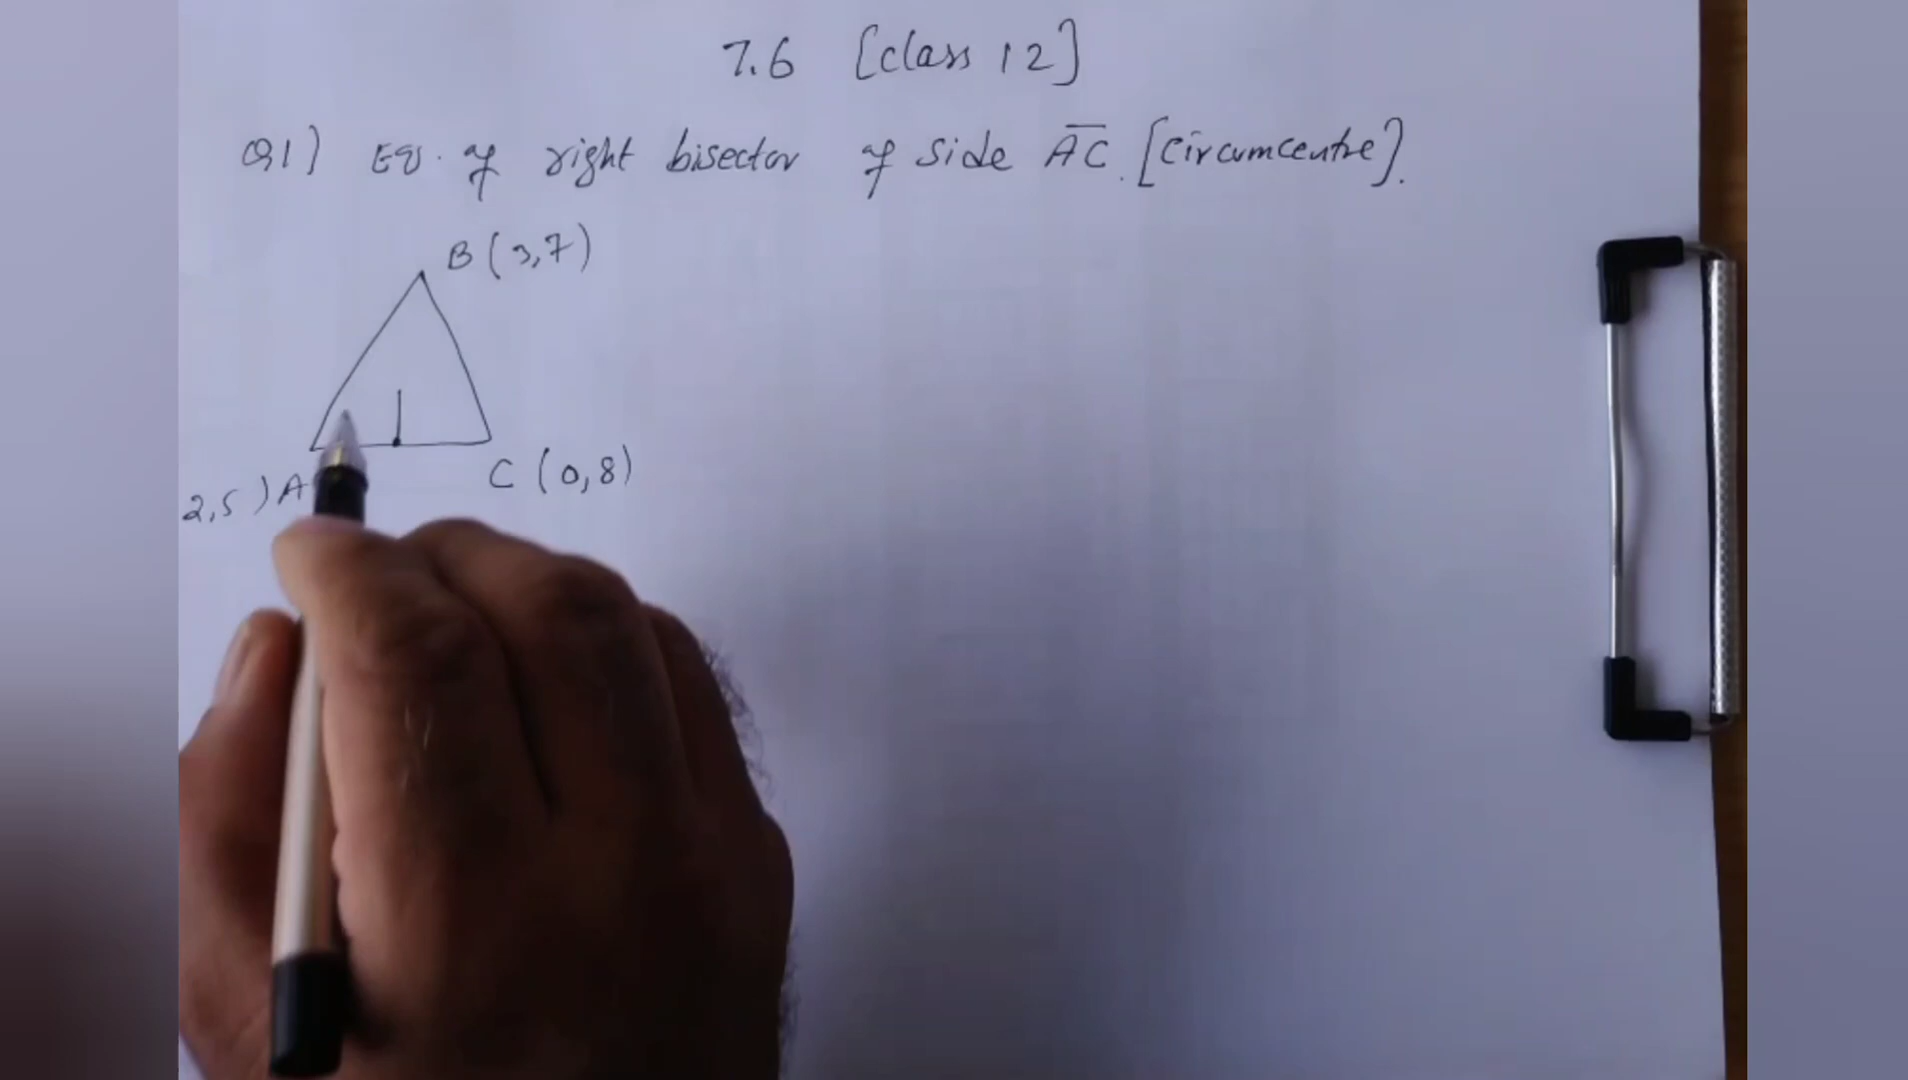 7.6 [class 12]
Q1) Eq. of right bisector of side AC. [Circumcentre].
B (3,7)
C (0,8)
2,5 ) A